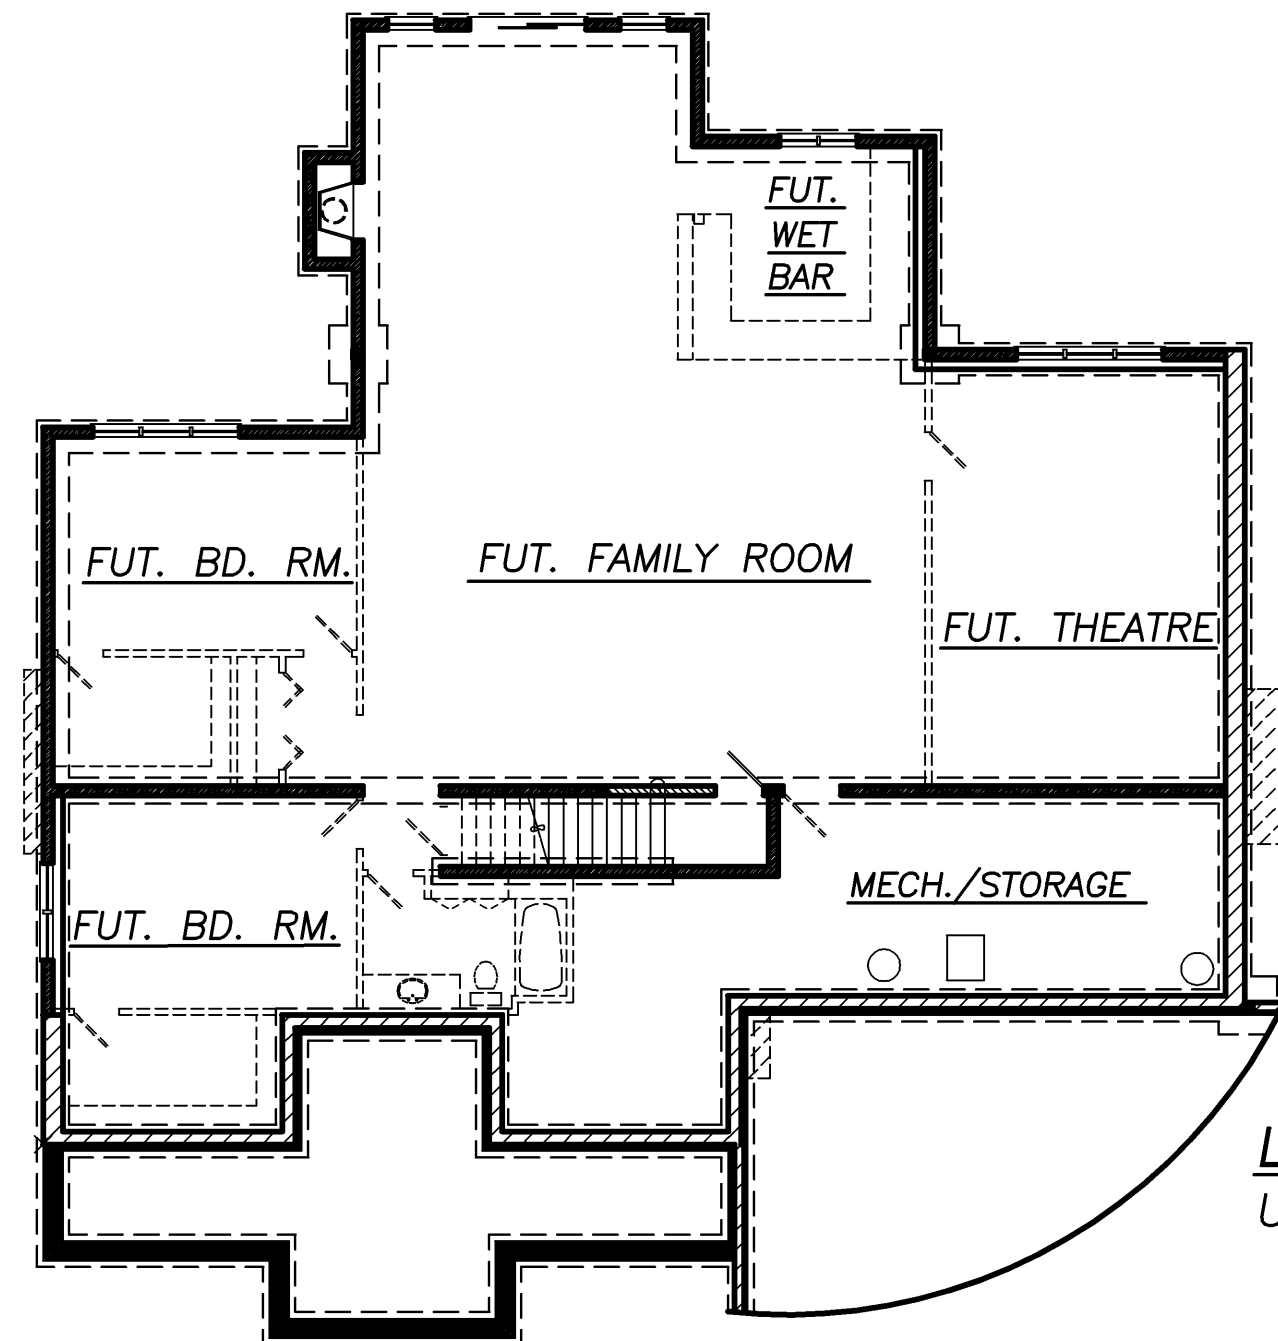 FUT.
WET
BAR
FUT. BD. RM.
FUT. FAMILY ROOM
FUT. THEATRE
MECH./STORAGE
FUT. BD. RM.